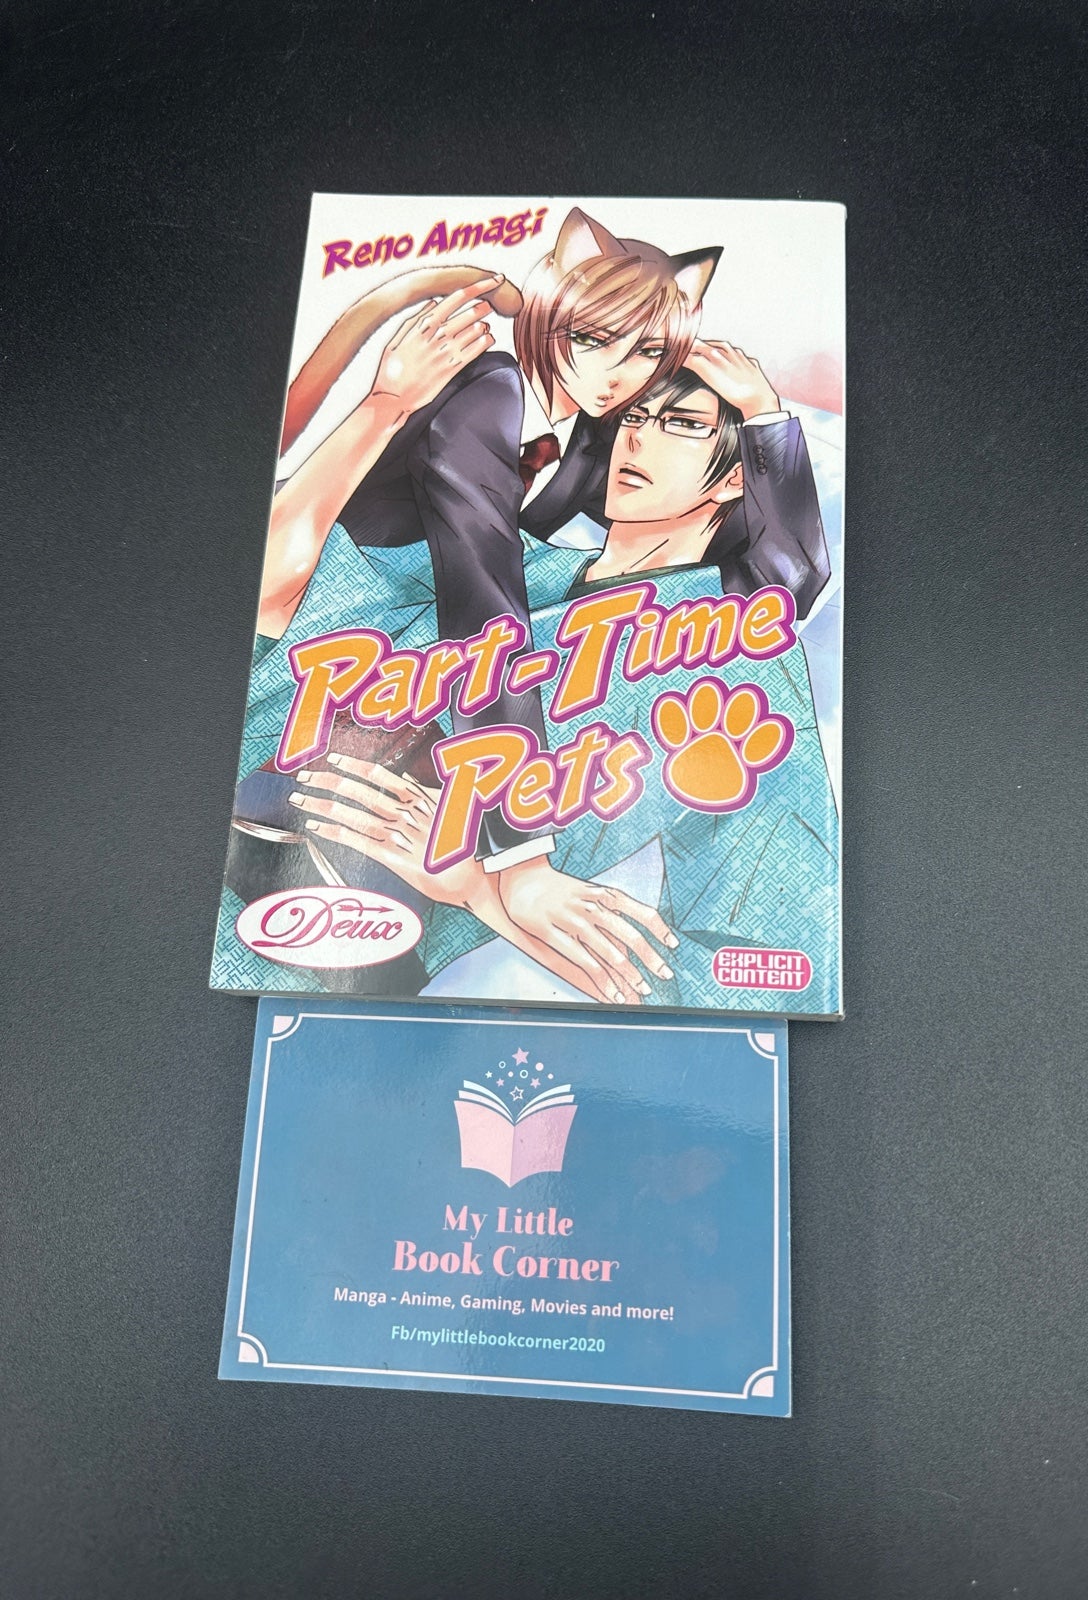 Reno Amagi
Part-Time
Pets
Deux
EXPLICIT
CONTENT
My Little
Book Corner
Manga - Anime, Gaming, Movies and more!
Fb/mylittlebookcorner2020